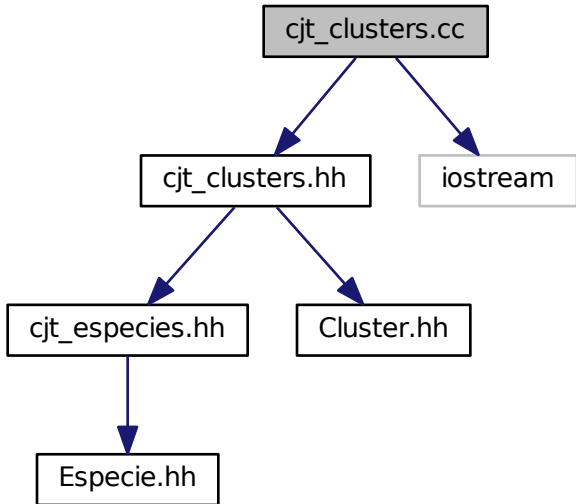 cjt_clusters.cc
cjt_clusters.hh
iostream
cjt_especies.hh
Cluster.hh
Especie.hh